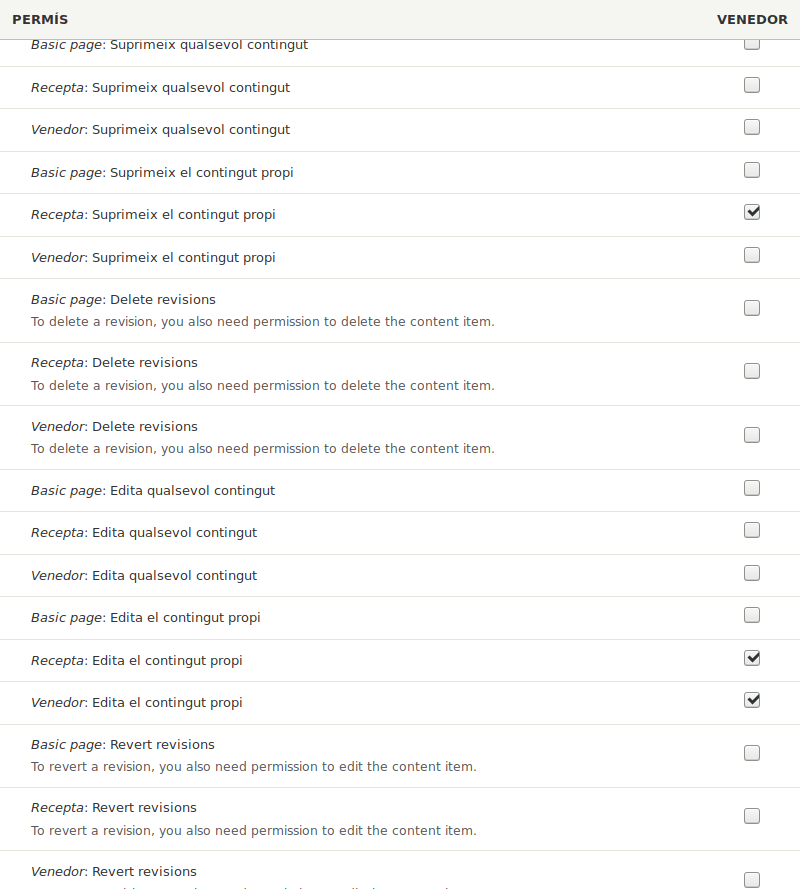 PERMÍS VENEDOR
Basic page: Suprimeix qualsevol contingut
Recepta: Suprimeix qualsevol contingut
Venedor: Suprimeix qualsevol contingut
Basic page: Suprimeix el contingut propi
Recepta: Suprimeix el contingut propi
Venedor: Suprimeix el contingut propi
Basic page: Delete revisions
To delete a revision, you also need permission to delete the content item.
Recepta: Delete revisions
To delete a revision, you also need permission to delete the content item.
Venedor: Delete revisions
To delete a revision, you also need permission to delete the content item.
Basic page: Edita qualsevol contingut
Recepta: Edita qualsevol contingut
Venedor: Edita qualsevol contingut
Basic page: Edita el contingut propi
Recepta: Edita el contingut propi
Venedor: Edita el contingut propi
Basic page: Revert revisions
To revert a revision, you also need permission to edit the content item.
Recepta: Revert revisions
To revert a revision, you also need permission to edit the content item.
Venedor: Revert revisions